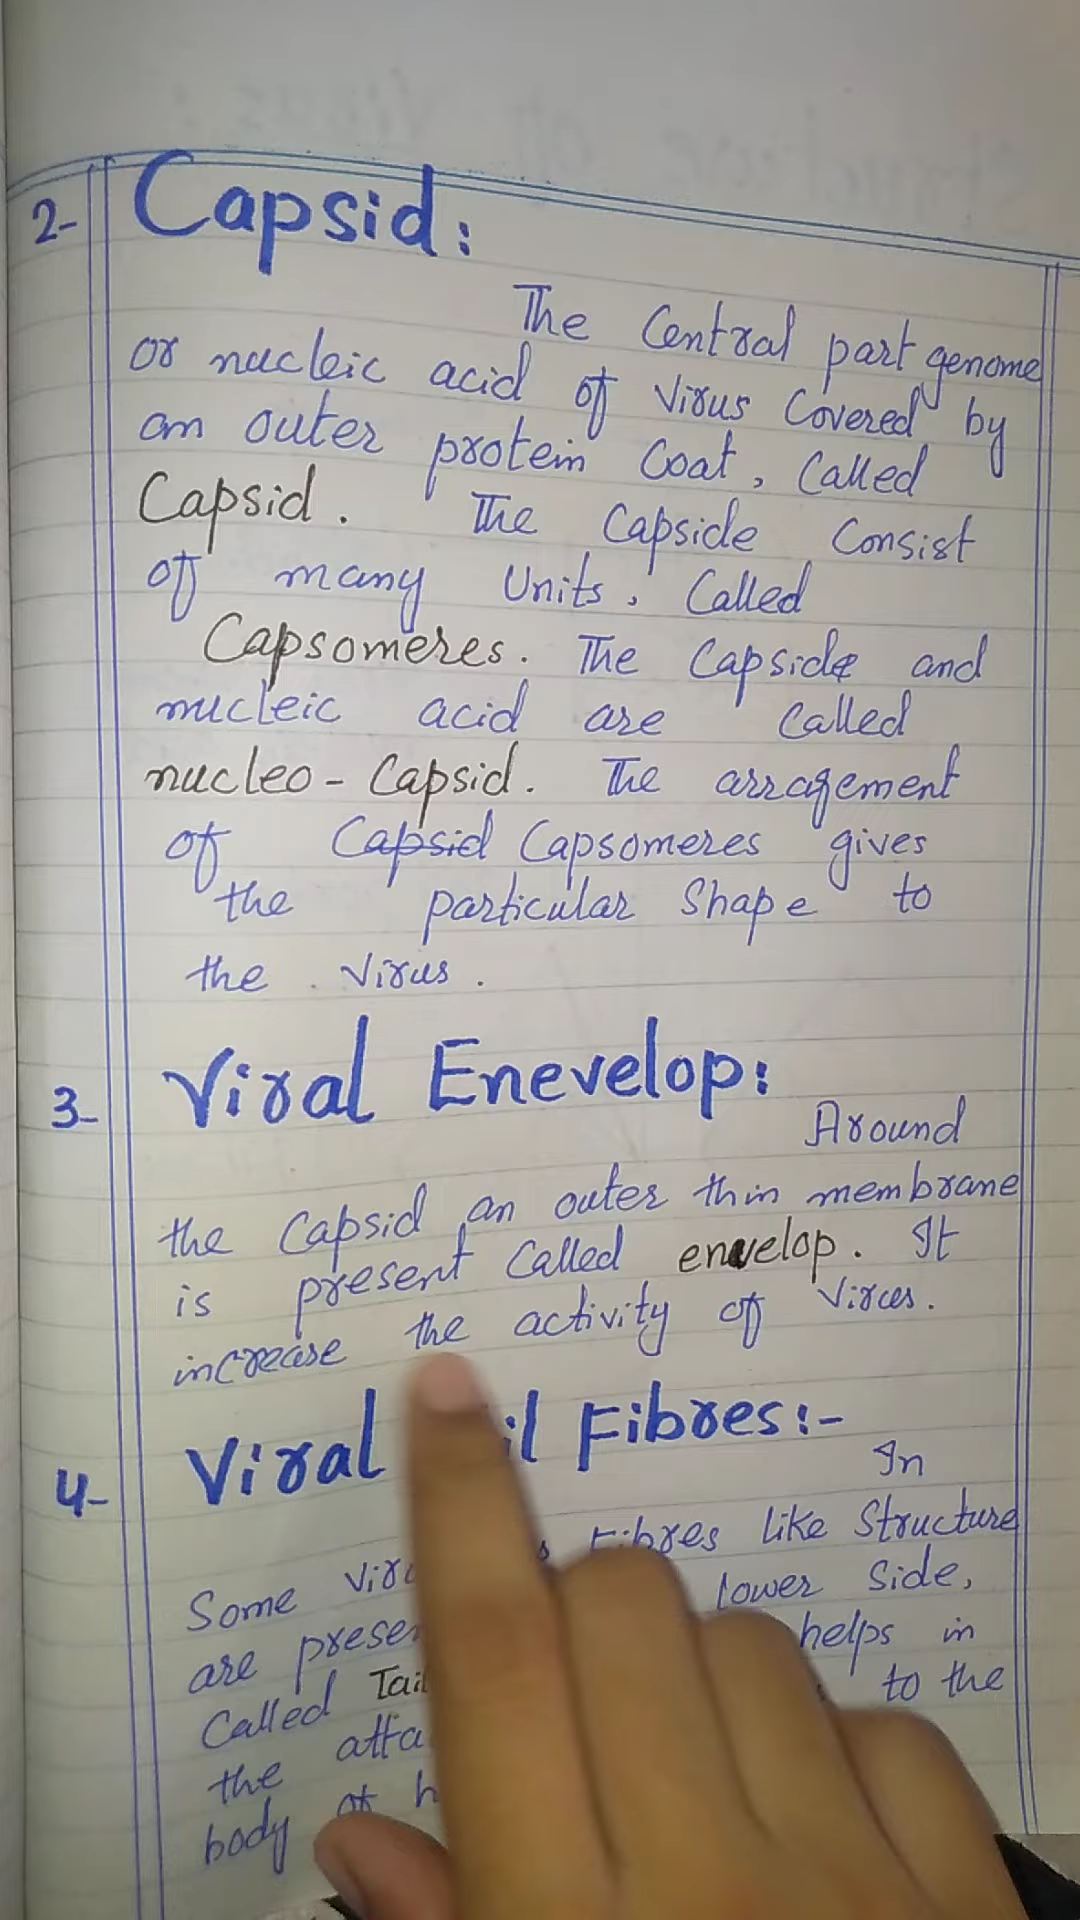 2- Capsid:
The Central part genome
or nucleic acid of virus Covered by
an outer protein Coat, Called
Capsid. The Capside Consist
of many Units, Called
Capsomeres. The Capside and
nucleic acid are Called
nucleo-Capsid. The arragement
of Capsid Capsomeres gives
the particular Shape to
the virus.
3- Viral Enevelop:
Around
the Capsid an outer thin membrane
is present Called envelop. It
increase the activity of Virus.
4- Viral Fibres:-
In
Some Fibres like Structure
are lower Side,
Called Tail helps in
the to the
body of